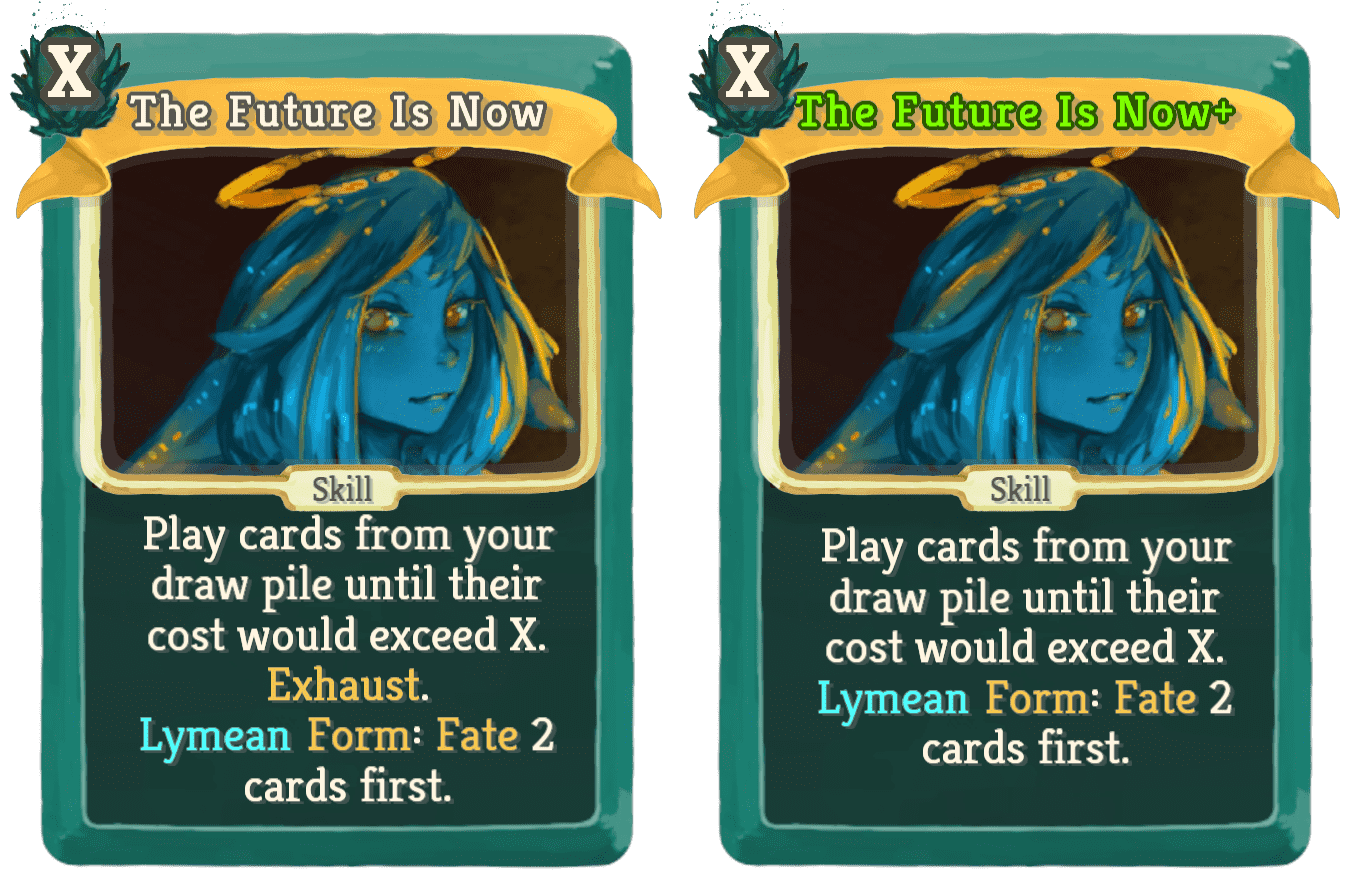 X
The Future Is Now
Skill
Play cards from your
draw pile until their
cost would exceed X.
Exhaust.
Lymean Form: Fate 2
cards first.
X
The Future Is Now+
Skill
Play cards from your
draw pile until their
cost would exceed X.
Lymean Form: Fate 2
cards first.